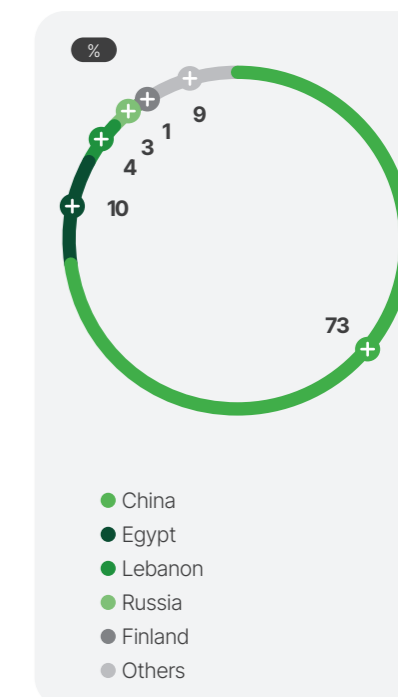 %
9
1
3
4
10
73
China
Egypt
Lebanon
Russia
Finland
Others